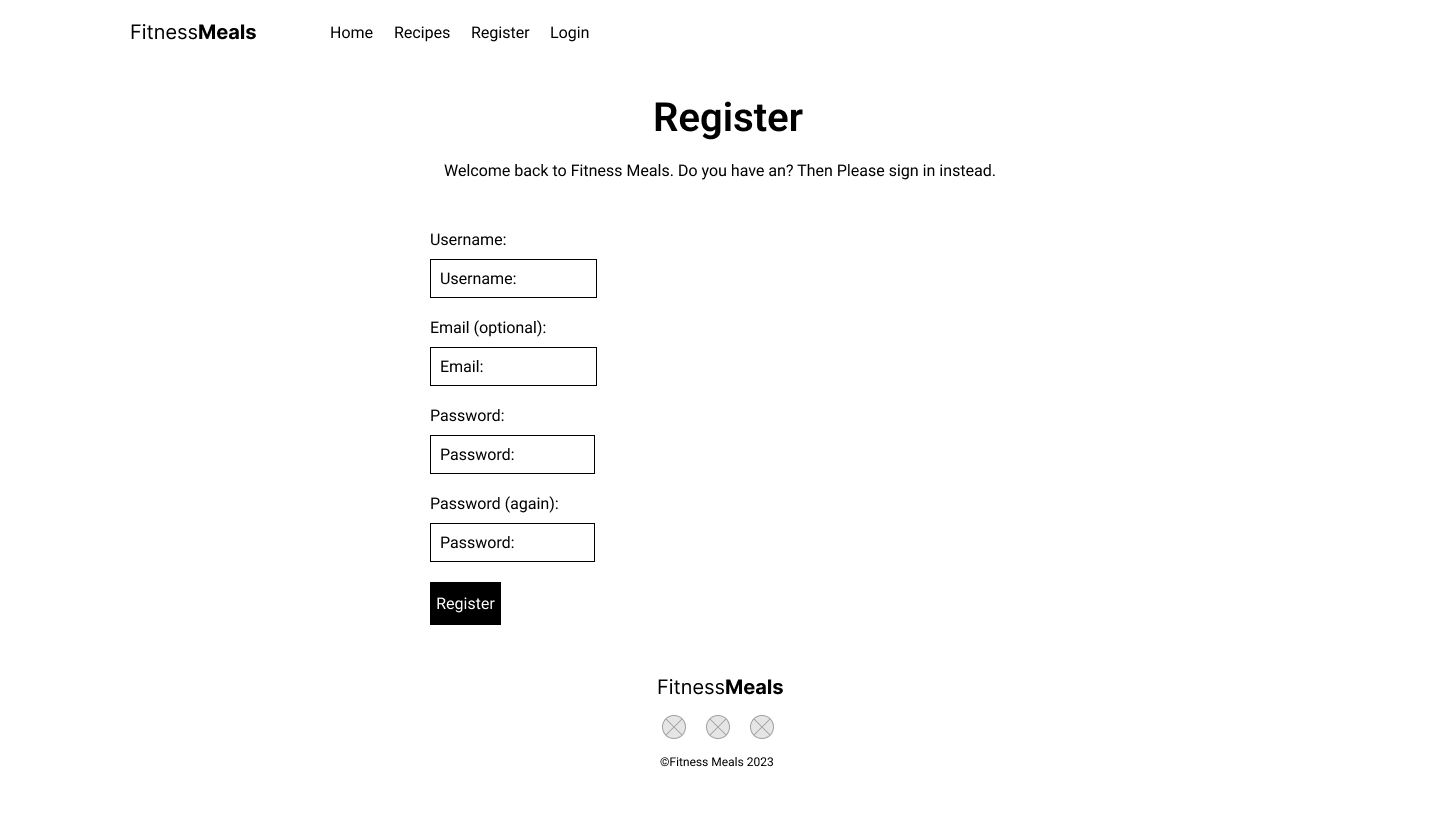 FitnessMeals
Home Recipes Register Login
Register
Welcome back to Fitness Meals. Do you have an? Then Please sign in instead.
Username:
Username:
Email (optional):
Email:
Password:
Password:
Password (again):
Password:
Register
FitnessMeals
©Fitness Meals 2023